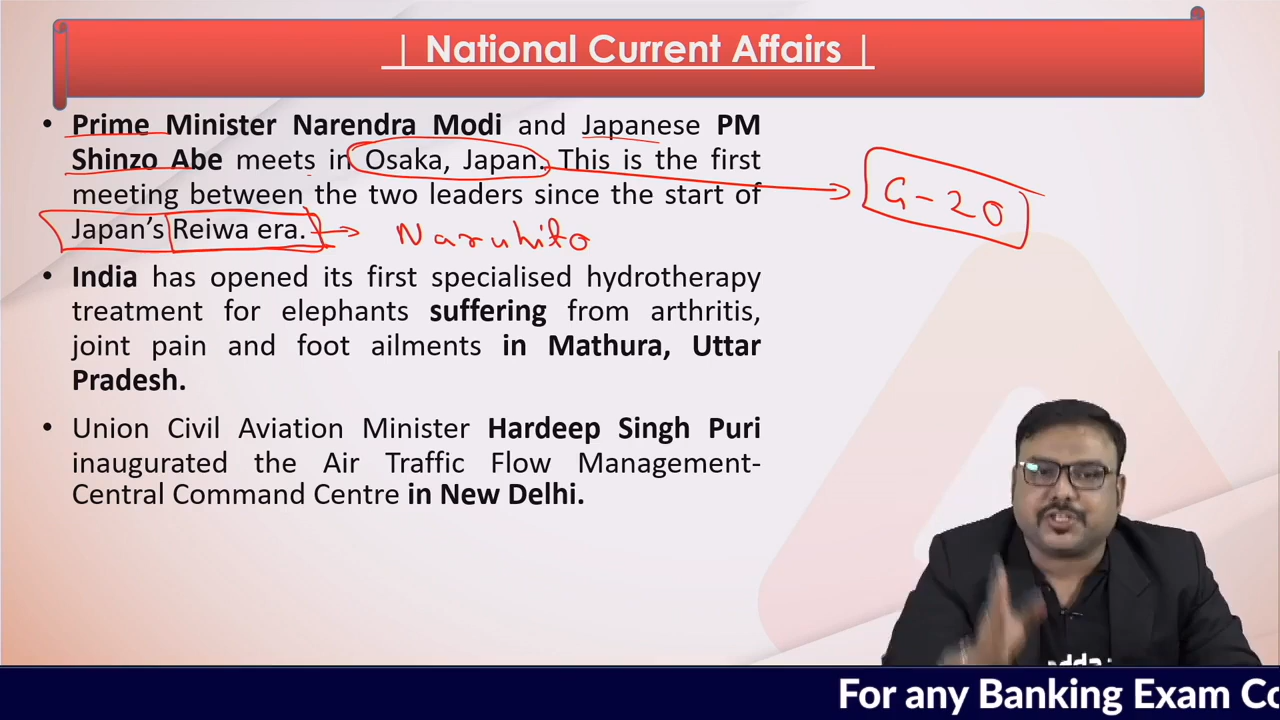 | National Current Affairs |
• Prime Minister Narendra Modi and Japanese PM
Shinzo Abe meets in Osaka, Japan. This is the first
meeting between the two leaders since the start of
Japan’s Reiwa era.
G-20
Naruhito
• India has opened its first specialised hydrotherapy
treatment for elephants suffering from arthritis,
joint pain and foot ailments in Mathura, Uttar
Pradesh.
• Union Civil Aviation Minister Hardeep Singh Puri
inaugurated the Air Traffic Flow Management-
Central Command Centre in New Delhi.
For any Banking Exam Co